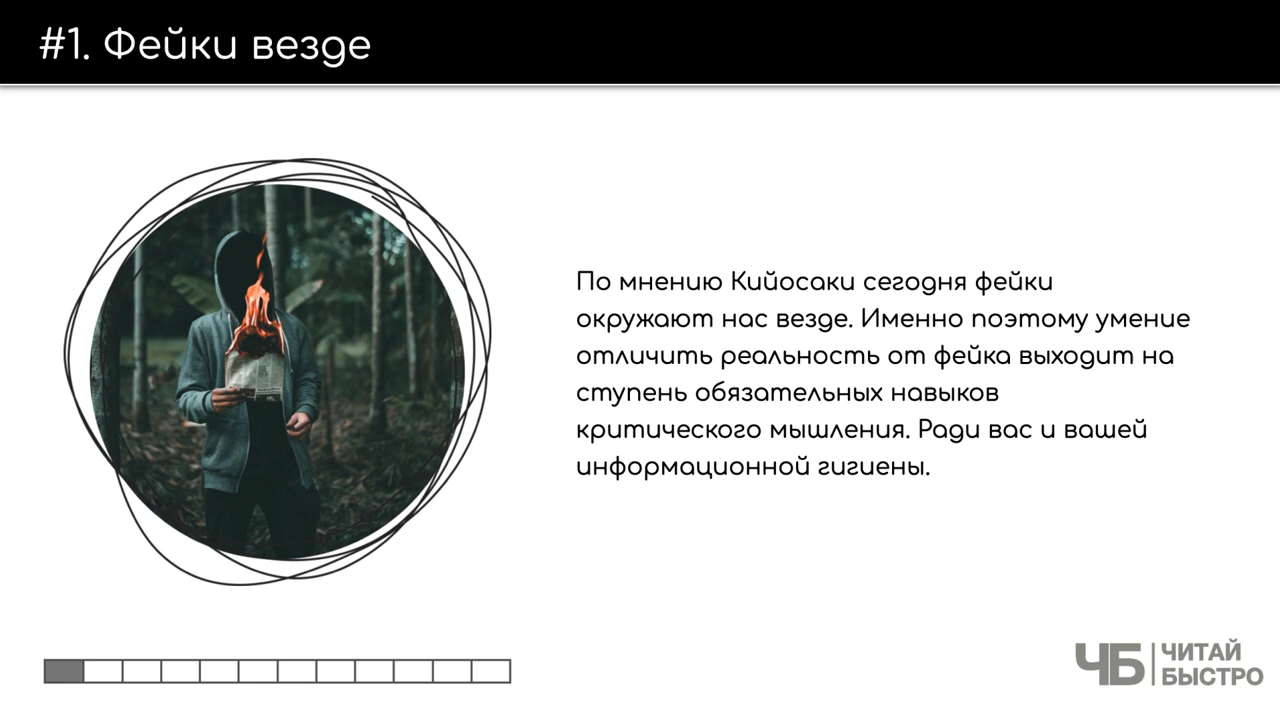 #1. Фейки везде
По мнению Кийосаки сегодня фейки
окружают нас везде. Именно поэтому умение
отличить реальность от фейка выходит на
ступень обязательных навыков
критического мышления. Ради вас и вашей
информационной гигиены.
ЧБ
ЧИТАЙ
БЫСТРО